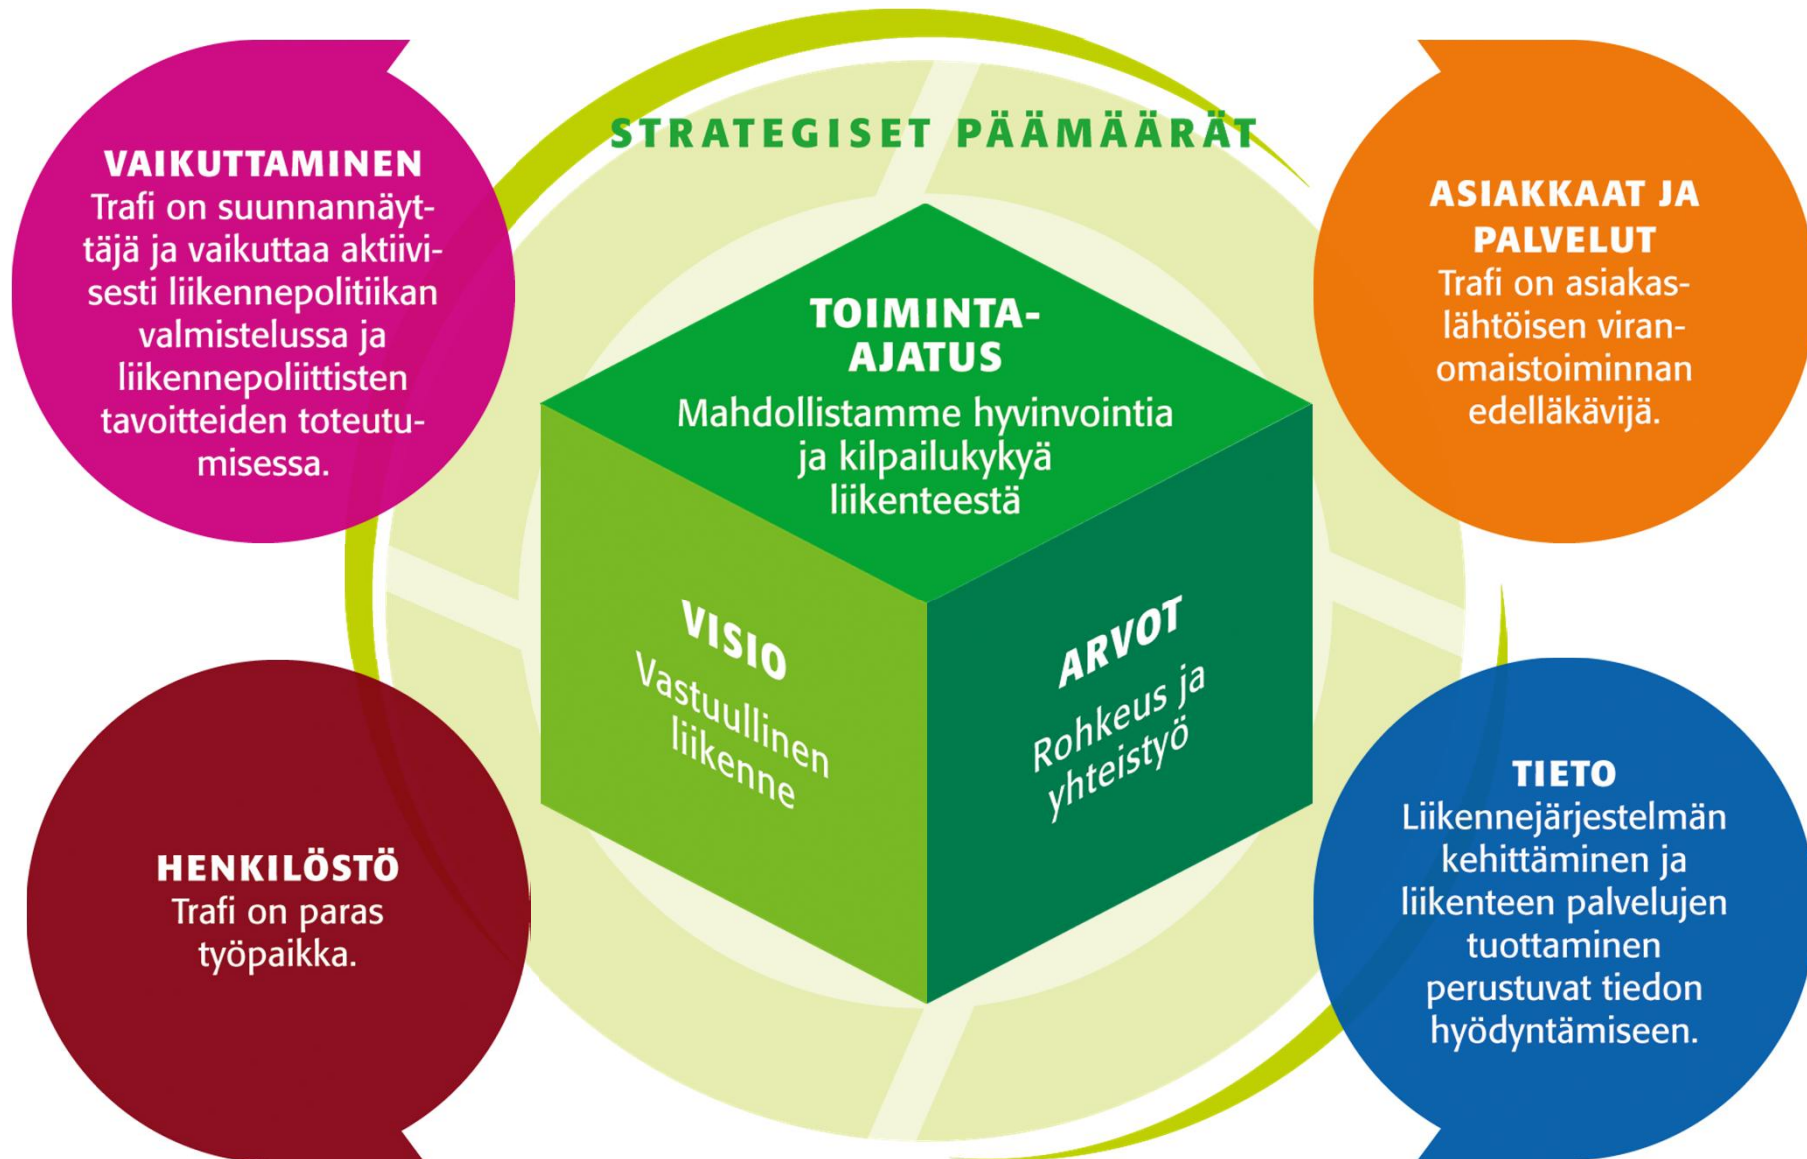 STRATEGISET PÄÄMÄÄRÄT
VAIKUTTAMINEN
Trafi on suunnannäyt-
täjä ja vaikuttaa aktiivi-
sesti liikennepolitiikan
valmistelussa ja
liikennepoliittisten
tavoitteiden toteutu-
misessa.
ASIAKKAAT JA
PALVELUT
Trafi on asiakas-
lähtöisen viran-
omaistoiminnan
edelläkävijä.
TOIMINTA-
AJATUS
Mahdollistamme hyvinvointia
ja kilpailukykyä
liikenteestä
VISIO
Vastuullinen
liikenne
ARVOT
Rohkeus ja
yhteistyö
HENKILÖSTÖ
Trafi on paras
työpaikka.
TIETO
Liikennejärjestelmän
kehittäminen ja
liikenteen palvelujen
tuottaminen
perustuvat tiedon
hyödyntämiseen.